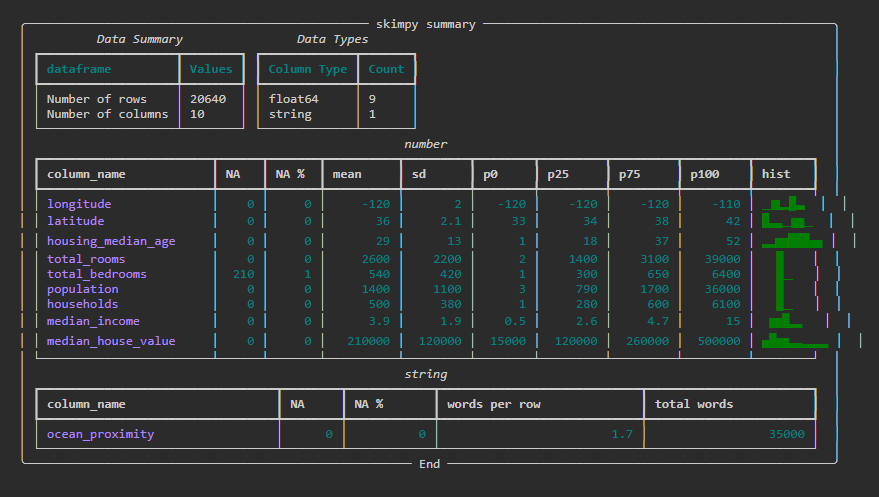 skimpy summary
Data Summary Data Types
dataframe Values Column Type Count
Number of rows 20640 float64 9
Number of columns 10 string 1
number
column_name NA NA % mean sd p0 p25 p75 p100 hist
longitude 0 0 -120 2 -120 -120 -120 -110
latitude 0 0 36 2.1 33 34 38 42
housing_median_age 0 0 29 13 1 18 37 52
total_rooms 0 0 2600 2200 2 1400 3100 39000
total_bedrooms 210 1 540 420 1 300 650 6400
population 0 0 1400 1100 3 790 1700 36000
households 0 0 500 380 1 280 600 6100
median_income 0 0 3.9 1.9 0.5 2.6 4.7 15
median_house_value 0 0 210000 120000 15000 120000 260000 500000
string
column_name NA NA % words per row total words
ocean_proximity 0 0 1.7 35000
End